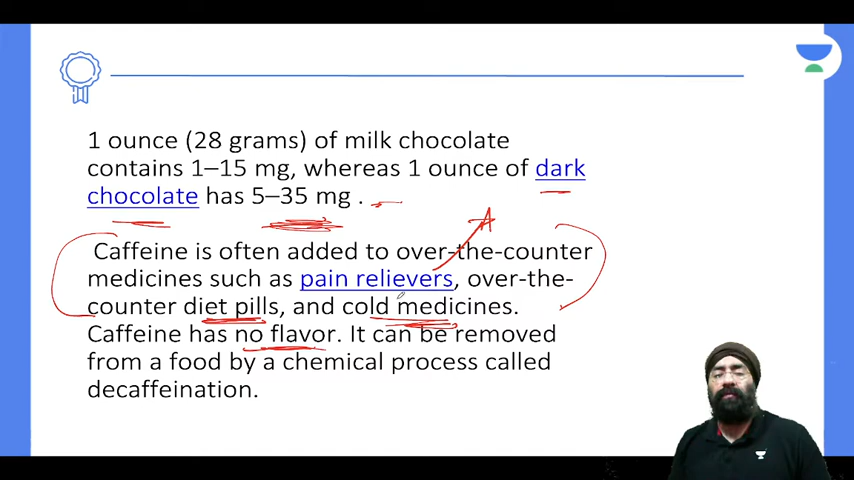 1 ounce (28 grams) of milk chocolate
contains 1–15 mg, whereas 1 ounce of dark
chocolate has 5–35 mg .
Caffeine is often added to over-the-counter
medicines such as pain relievers, over-the-
counter diet pills, and cold medicines.
Caffeine has no flavor. It can be removed
from a food by a chemical process called
decaffeination.